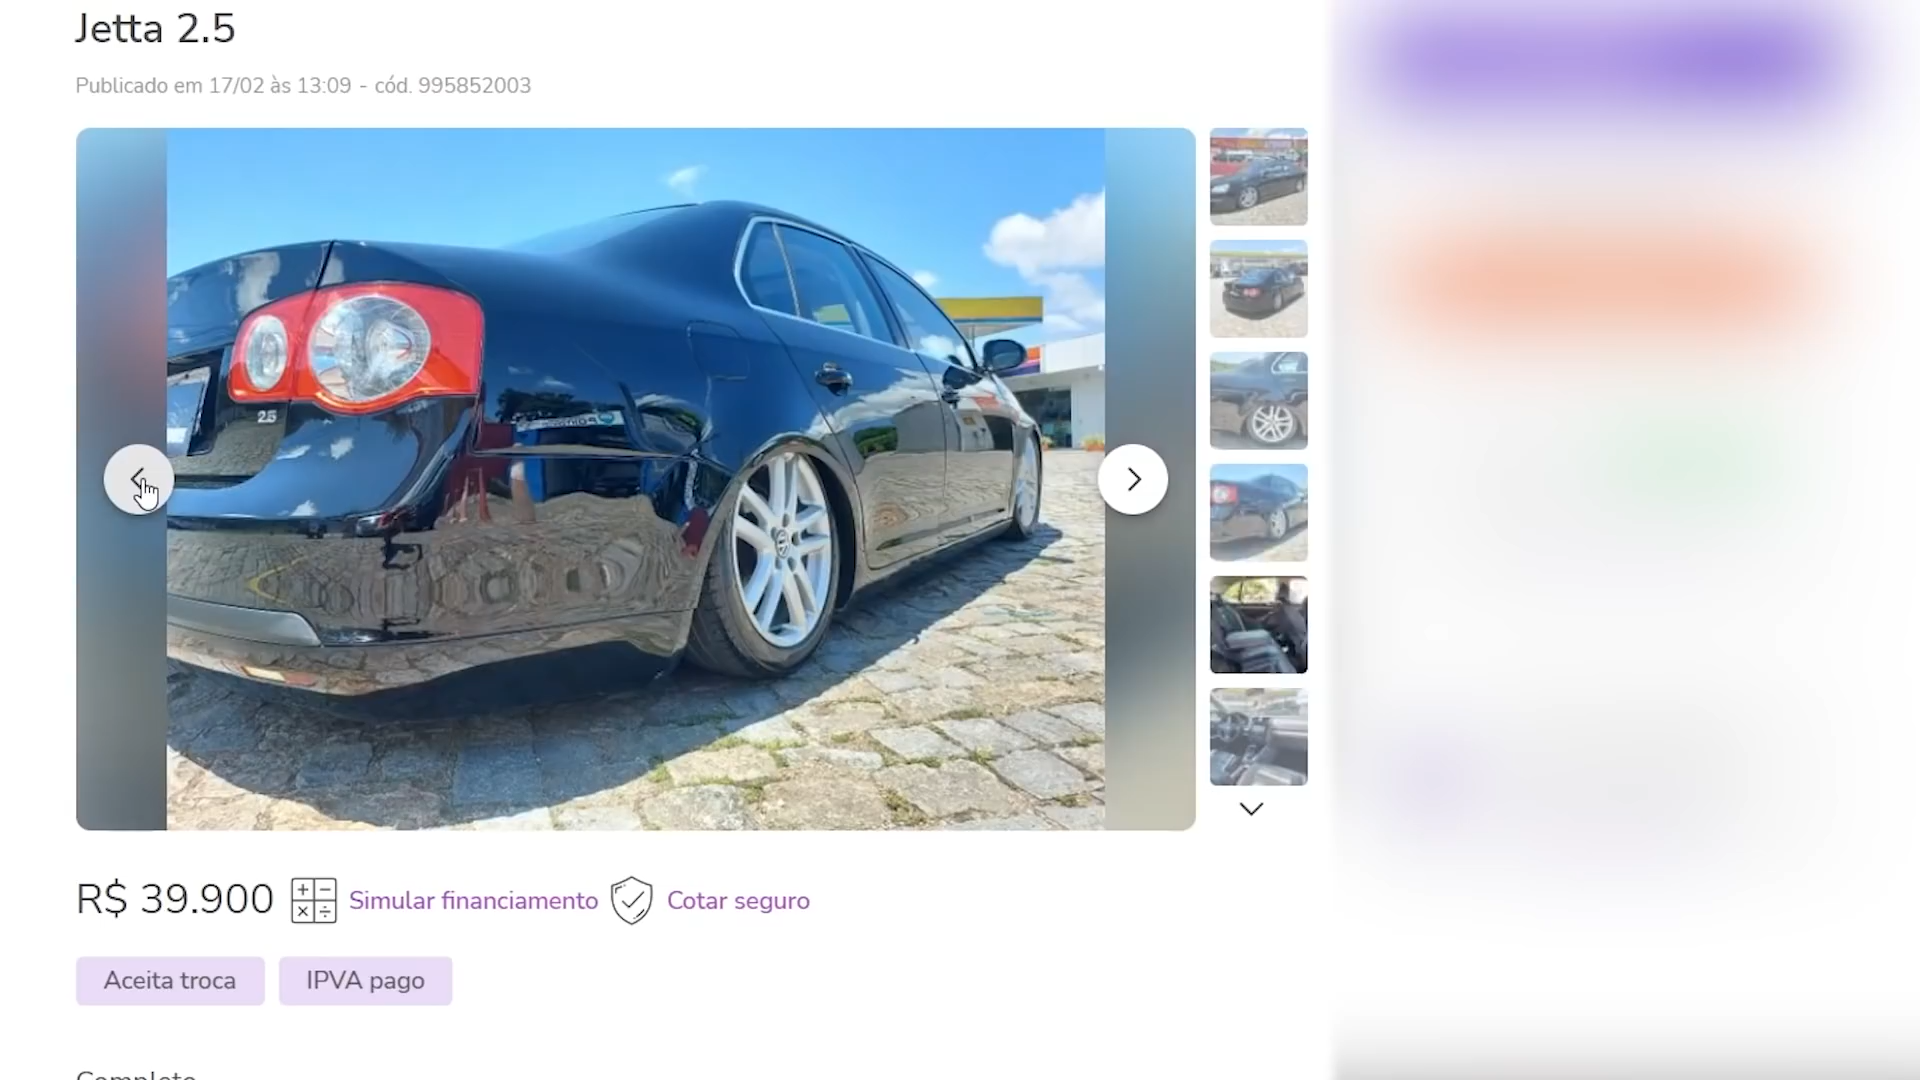 Jetta 2.5
Publicado em 17/02 às 13:09 - cód. 995852003
2.5
R$ 39.900
Simular financiamento
Cotar seguro
Aceita troca
IPVA pago
Completo